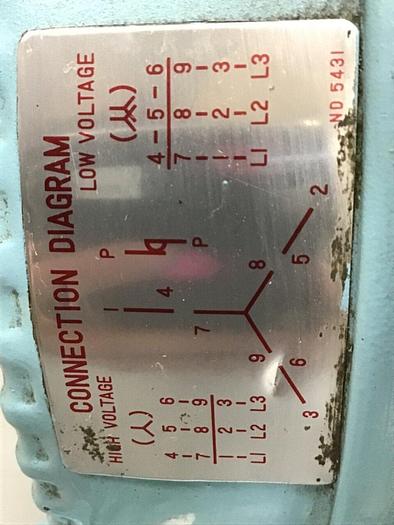 CONNECTION DIAGRAM
HIGH VOLTAGE
4 5 6
7-8-9
1 2 3
L1 L2 L3
LOW VOLTAGE
4-5-6
7 8 9
1 2 3
L1 L2 L3
P P
1
4
7
9 8
6 5
3 2
ND 5431